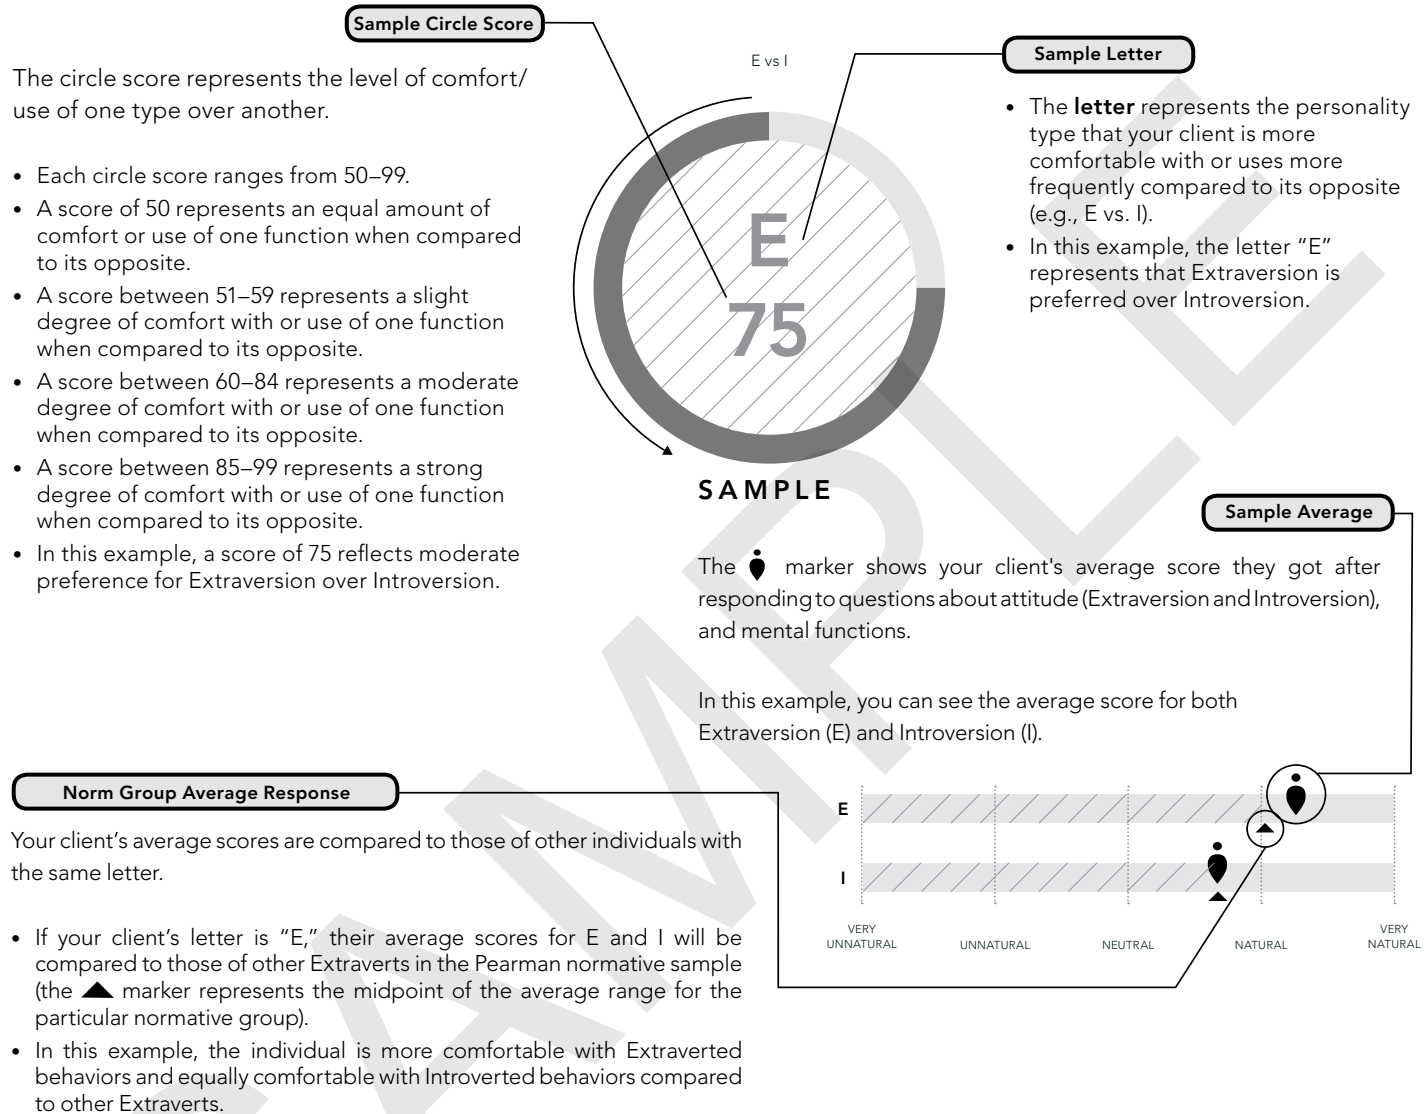 Sample Circle Score
The circle score represents the level of comfort/
use of one type over another.
• Each circle score ranges from 50–99.
• A score of 50 represents an equal amount of
comfort or use of one function when compared
to its opposite.
• A score between 51–59 represents a slight
degree of comfort with or use of one function
when compared to its opposite.
• A score between 60–84 represents a moderate
degree of comfort with or use of one function
when compared to its opposite.
• A score between 85–99 represents a strong
degree of comfort with or use of one function
when compared to its opposite.
• In this example, a score of 75 reflects moderate
preference for Extraversion over Introversion.
E vs I
E
75
SAMPLE
Sample Letter
• The letter represents the personality
type that your client is more
comfortable with or uses more
frequently compared to its opposite
(e.g., E vs. I).
• In this example, the letter “E”
represents that Extraversion is
preferred over Introversion.
Sample Average
The marker shows your client's average score they got after
responding to questions about attitude (Extraversion and Introversion),
and mental functions.
In this example, you can see the average score for both
Extraversion (E) and Introversion (I).
Norm Group Average Response
Your client’s average scores are compared to those of other individuals with
the same letter.
• If your client’s letter is “E,” their average scores for E and I will be
compared to those of other Extraverts in the Pearman normative sample
(the ▲ marker represents the midpoint of the average range for the
particular normative group).
• In this example, the individual is more comfortable with Extraverted
behaviors and equally comfortable with Introverted behaviors compared
to other Extraverts.
E
I
VERY
UNNATURAL
UNNATURAL
NEUTRAL
NATURAL
VERY
NATURAL
SAMPLE